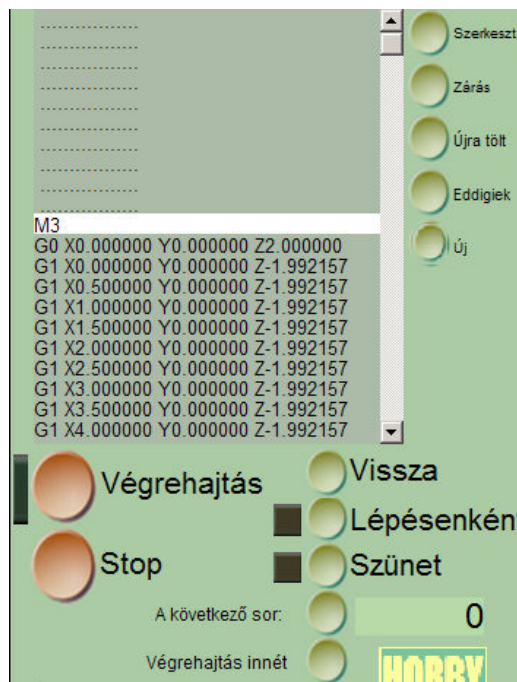 ................
................
................
................
................
................
................
................
................
M3
G0 X0.000000 Y0.000000 Z2.000000
G1 X0.000000 Y0.000000 Z-1.992157
G1 X0.500000 Y0.000000 Z-1.992157
G1 X1.000000 Y0.000000 Z-1.992157
G1 X1.500000 Y0.000000 Z-1.992157
G1 X2.000000 Y0.000000 Z-1.992157
G1 X2.500000 Y0.000000 Z-1.992157
G1 X3.000000 Y0.000000 Z-1.992157
G1 X3.500000 Y0.000000 Z-1.992157
G1 X4.000000 Y0.000000 Z-1.992157
Szerkeszt
Zárás
Újra tölt
Eddigiek
Új
Végrehajtás
Vissza
Lépésenkén
Stop
Szünet
A következő sor:
0
Végrehajtás innét
HOBBY